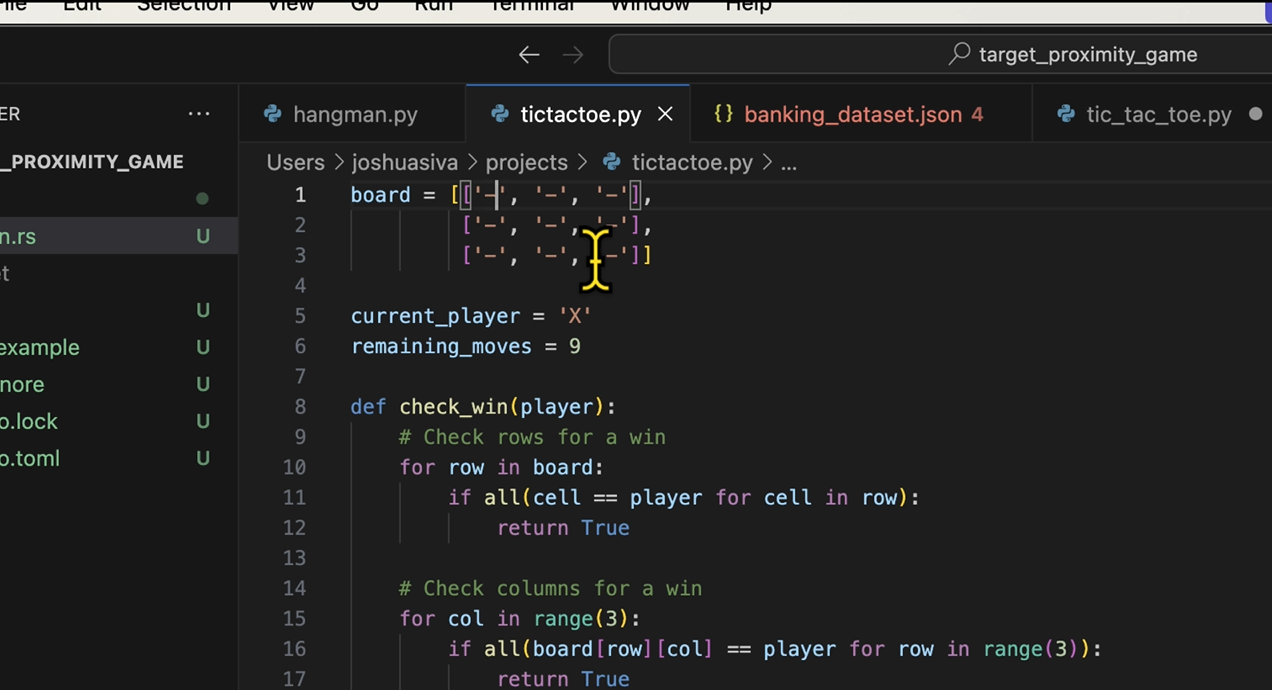 Edit Selection View Go Run Terminal Window Help
target_proximity_game
ER ...
hangman.py tictactoe.py banking_dataset.json 4 tic_tac_toe.py
_PROXIMITY_GAME
Users > joshuasiva > projects > tictactoe.py > ...
n.rs U
et
U
example U
nore U
o.lock U
o.toml U
1 board = [['-', '-', '-'],
2 ['-', '-', '-'],
3 ['-', '-', '-']]
4
5 current_player = 'X'
6 remaining_moves = 9
7
8 def check_win(player):
9 # Check rows for a win
10 for row in board:
11 if all(cell == player for cell in row):
12 return True
13
14 # Check columns for a win
15 for col in range(3):
16 if all(board[row][col] == player for row in range(3)):
17 return True